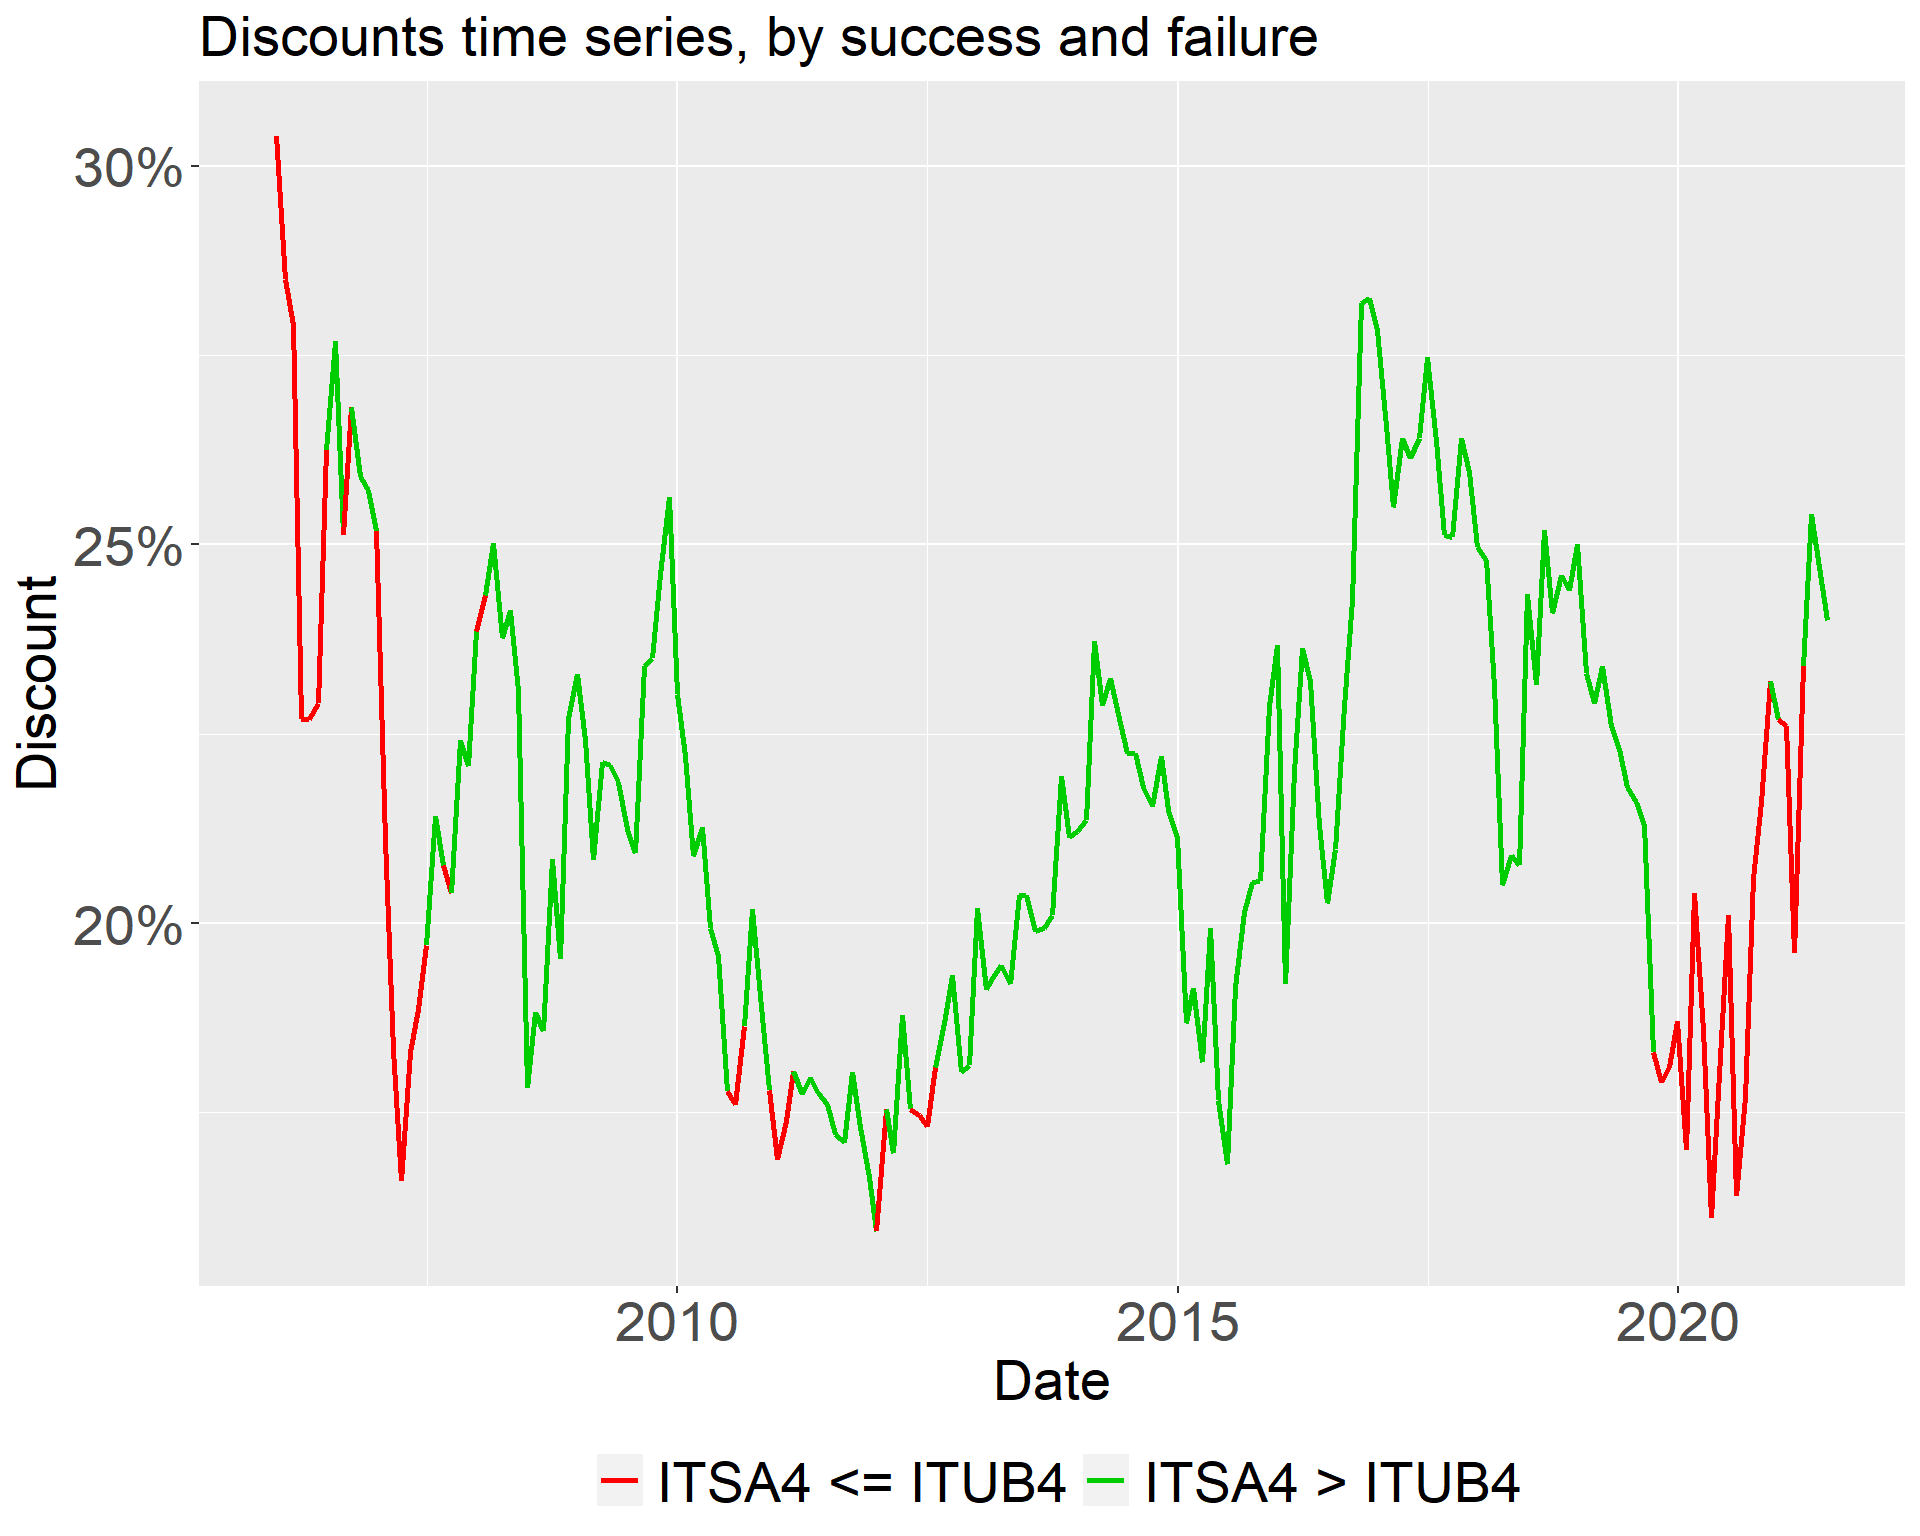 Discounts time series, by success and failure
30%
25%
20%
Discount
2010
2015
2020
Date
ITSA4 <= ITUB4
ITSA4 > ITUB4